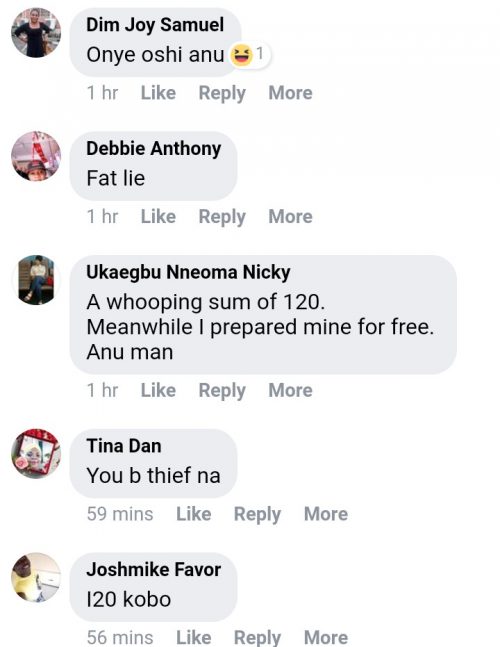 Dim Joy Samuel
Onye oshi anu 😆 1
1 hr Like Reply More
Debbie Anthony
Fat lie
1 hr Like Reply More
Ukaegbu Nneoma Nicky
A whooping sum of 120.
Meanwhile I prepared mine for free.
Anu man
1 hr Like Reply More
Tina Dan
You b thief na
59 mins Like Reply More
Joshmike Favor
I20 kobo
56 mins Like Reply More